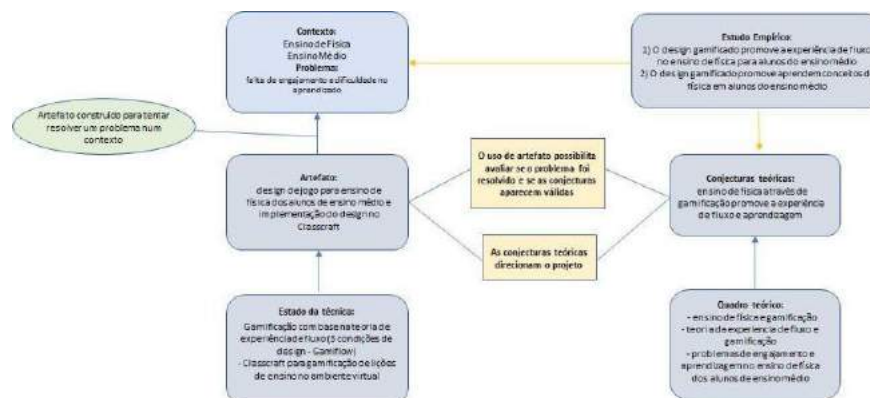 Contexto:
Ensino de Física
Ensino Médio
Problema:
falta de engajamento e dificuldade no
aprendizado
Estudo Empírico:
1) O design gamificado promove a experiência de fluxo
no ensino de física para alunos do ensino médio
2) O design gamificado promove aprendem conceitos de
física em alunos do ensino médio
Artefato construído para tentar
resolver um problema num
contexto
Artefato:
design de jogo para ensino de
física dos alunos de ensino médio e
implementação do design no
Classcraft
O uso de artefato possibilita
avaliar se o problema foi
resolvido e se as conjecturas
aparecem válidas
Conjecturas teóricas:
ensino de física através de
gamificação promove a experiência
de fluxo e aprendizagem
As conjecturas teóricas
direcionam o projeto
Estado da técnica:
Gamificação com base na teoria de
experiência de fluxo (5 condições de
design - Gamiflow)
- Classcraft para gamificação de lições
de ensino no ambiente virtual
Quadro teórico:
- ensino de física e gamificação
- teoria da experiencia de fluxo e
gamificação
- problemas de engajamento e
aprendizagem no ensino de física
dos alunos de ensino médio